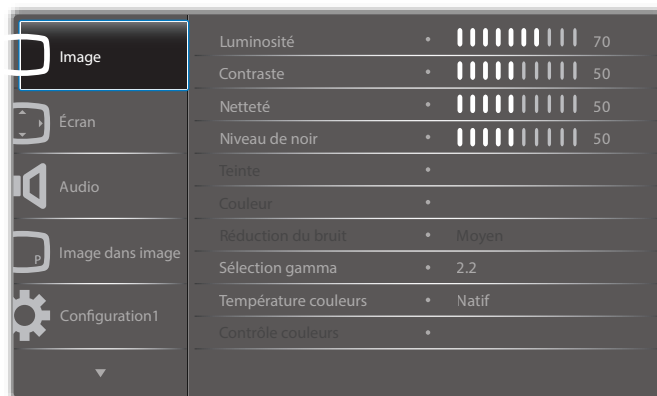 Image
Écran
Audio
P
Image dans image
Configuration1
Luminosité • 70
Contraste • 50
Netteté • 50
Niveau de noir • 50
Teinte •
Couleur •
Réduction du bruit • Moyen
Sélection gamma • 2.2
Température couleurs • Natif
Contrôle couleurs •